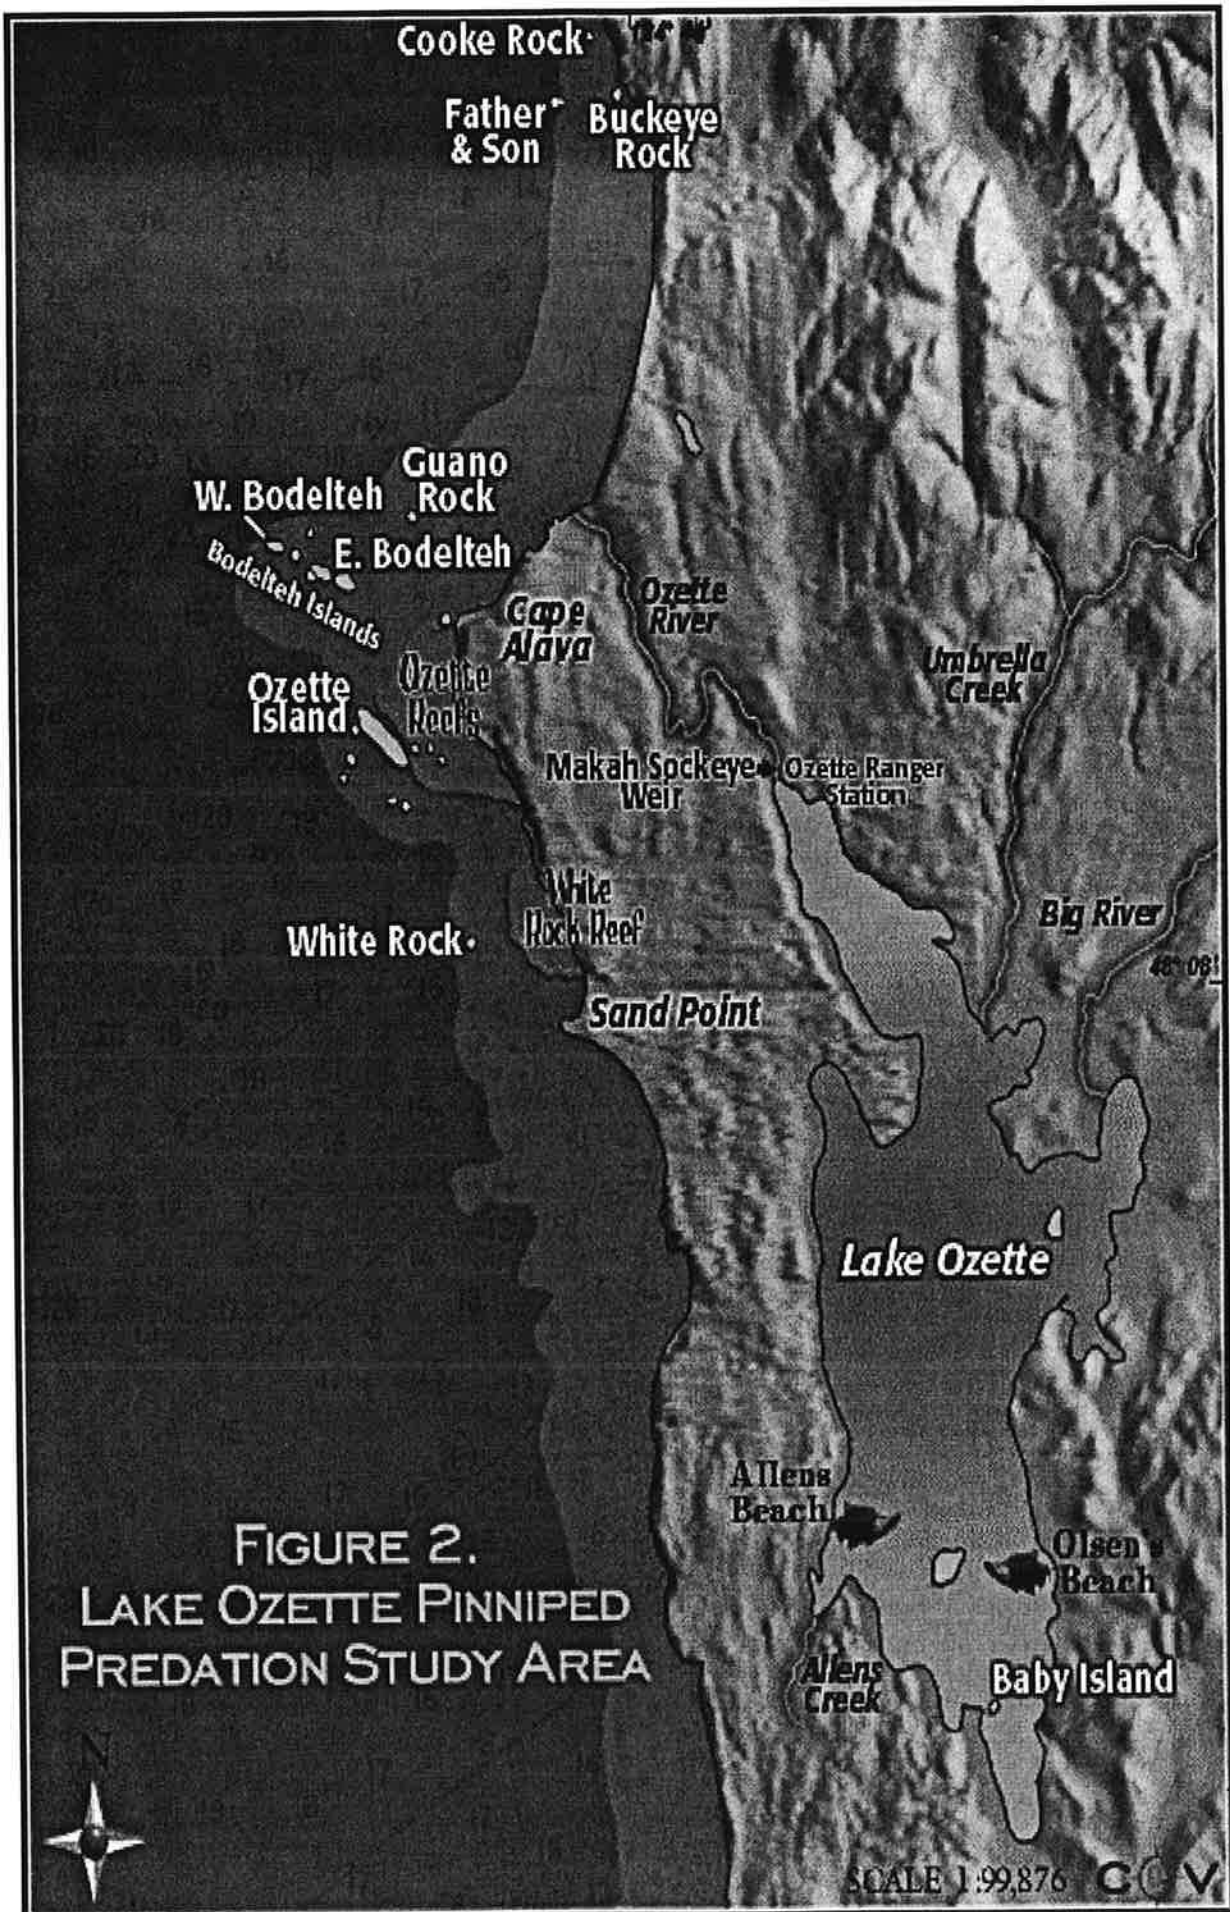 Cooke Rock
Father
& Son
Buckeye
Rock
Guano
Rock
W. Bodelteh
E. Bodelteh
Bodelteh Islands
Cape
Alava
Ozette
River
Umbrella
Creek
Ozette
Island
Ozette
Reefs
Makah Sockeye
Weir
Ozette Ranger
Station
White
Rock Reef
Big River
White Rock
48° 08'
Sand Point
Lake Ozette
Allens
Beach
Olsen's
Beach
FIGURE 2.
LAKE OZETTE PINNIPED
PREDATION STUDY AREA
Allens
Creek
Baby Island
N
SCALE 1:99,876